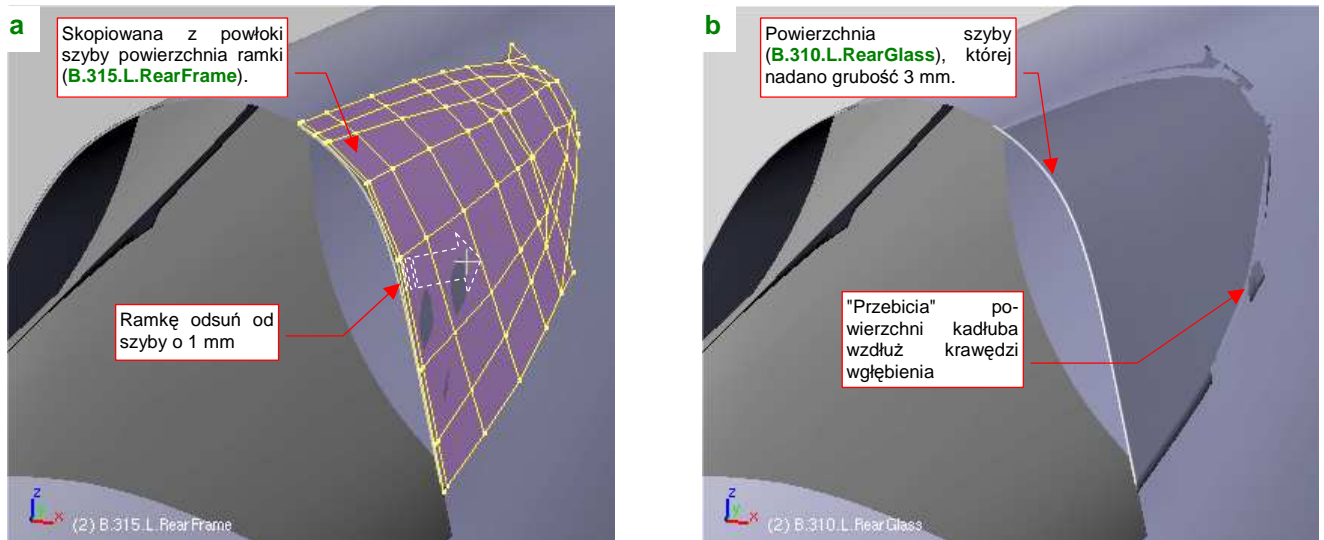 a
Skopiowana z powłoki
szyby powierzchnia ramki
(B.315.L.RearFrame).
Ramkę odsuń od
szyby o 1 mm
z
y
x
(2) B.315.L.RearFrame
b
Powierzchnia szyby
(B.310.L.RearGlass), której
nadano grubość 3 mm.
"Przebicia" po-
wierzchni kadłuba
wzdłuż krawędzi
wgłębienia
z
y
x
(2) B.310.L.RearGlass